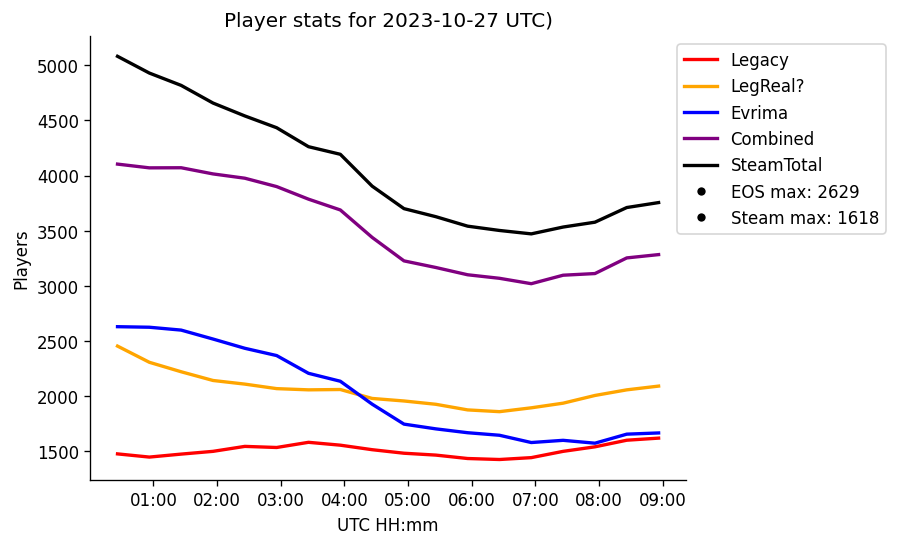 Player stats for 2023-10-27 UTC)
Players
5000
4500
4000
3500
3000
2500
2000
1500
01:00 02:00 03:00 04:00 05:00 06:00 07:00 08:00 09:00
UTC HH:mm
Legacy
LegReal?
Evrima
Combined
SteamTotal
EOS max: 2629
Steam max: 1618